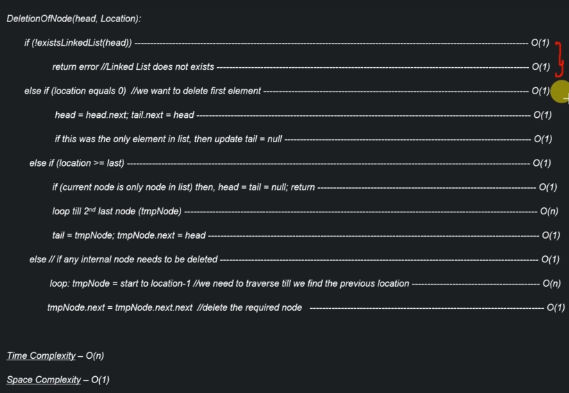 DeletionOfNode(head, Location):
if (!existsLinkedList(head)) ------------------------------ O(1)
return error //Linked List does not exists ------------------------------ O(1)
else if (location equals 0) //we want to delete first element ------------------------------ O(1)
head = head.next; tail.next = head ------------------------------ O(1)
if this was the only element in list, then update tail = null ------------------------------ O(1)
else if (location >= last) ------------------------------ O(1)
if (current node is only node in list) then, head = tail = null; return ------------------------------ O(1)
loop till 2nd last node (tmpNode) ------------------------------ O(n)
tail = tmpNode; tmpNode.next = head ------------------------------ O(1)
else // if any internal node needs to be deleted ------------------------------ O(1)
loop: tmpNode = start to location-1 //we need to traverse till we find the previous location ------------------------------ O(n)
tmpNode.next = tmpNode.next.next //delete the required node ------------------------------ O(1)
Time Complexity – O(n)
Space Complexity – O(1)